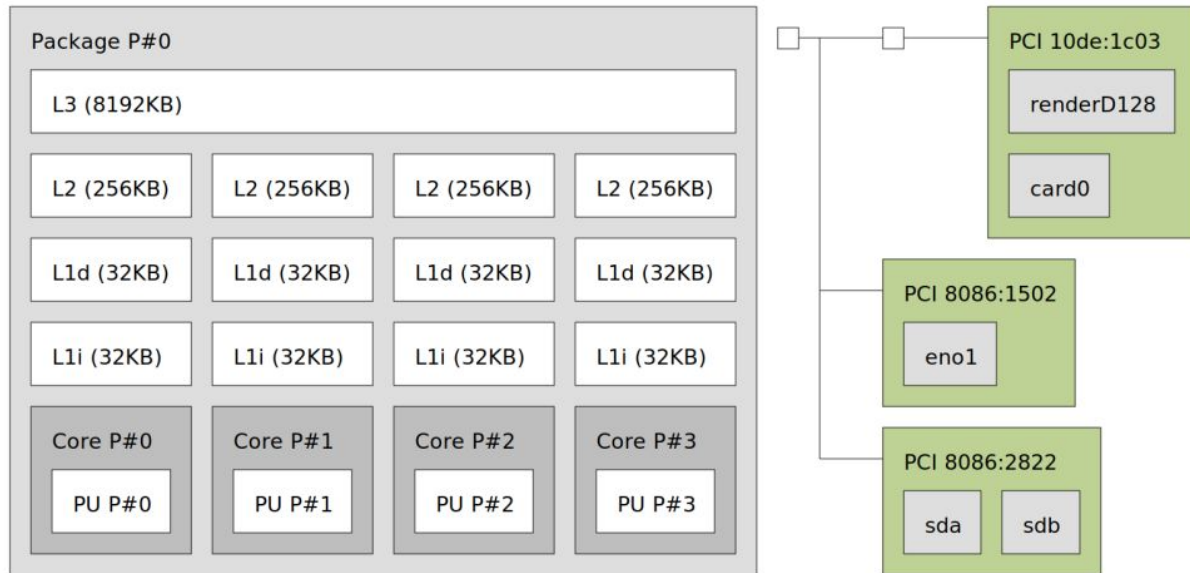 Package P#0
L3 (8192KB)
L2 (256KB) L2 (256KB) L2 (256KB) L2 (256KB)
L1d (32KB) L1d (32KB) L1d (32KB) L1d (32KB)
L1i (32KB) L1i (32KB) L1i (32KB) L1i (32KB)
Core P#0 Core P#1 Core P#2 Core P#3
PU P#0 PU P#1 PU P#2 PU P#3
PCI 10de:1c03
renderD128
card0
PCI 8086:1502
eno1
PCI 8086:2822
sda sdb